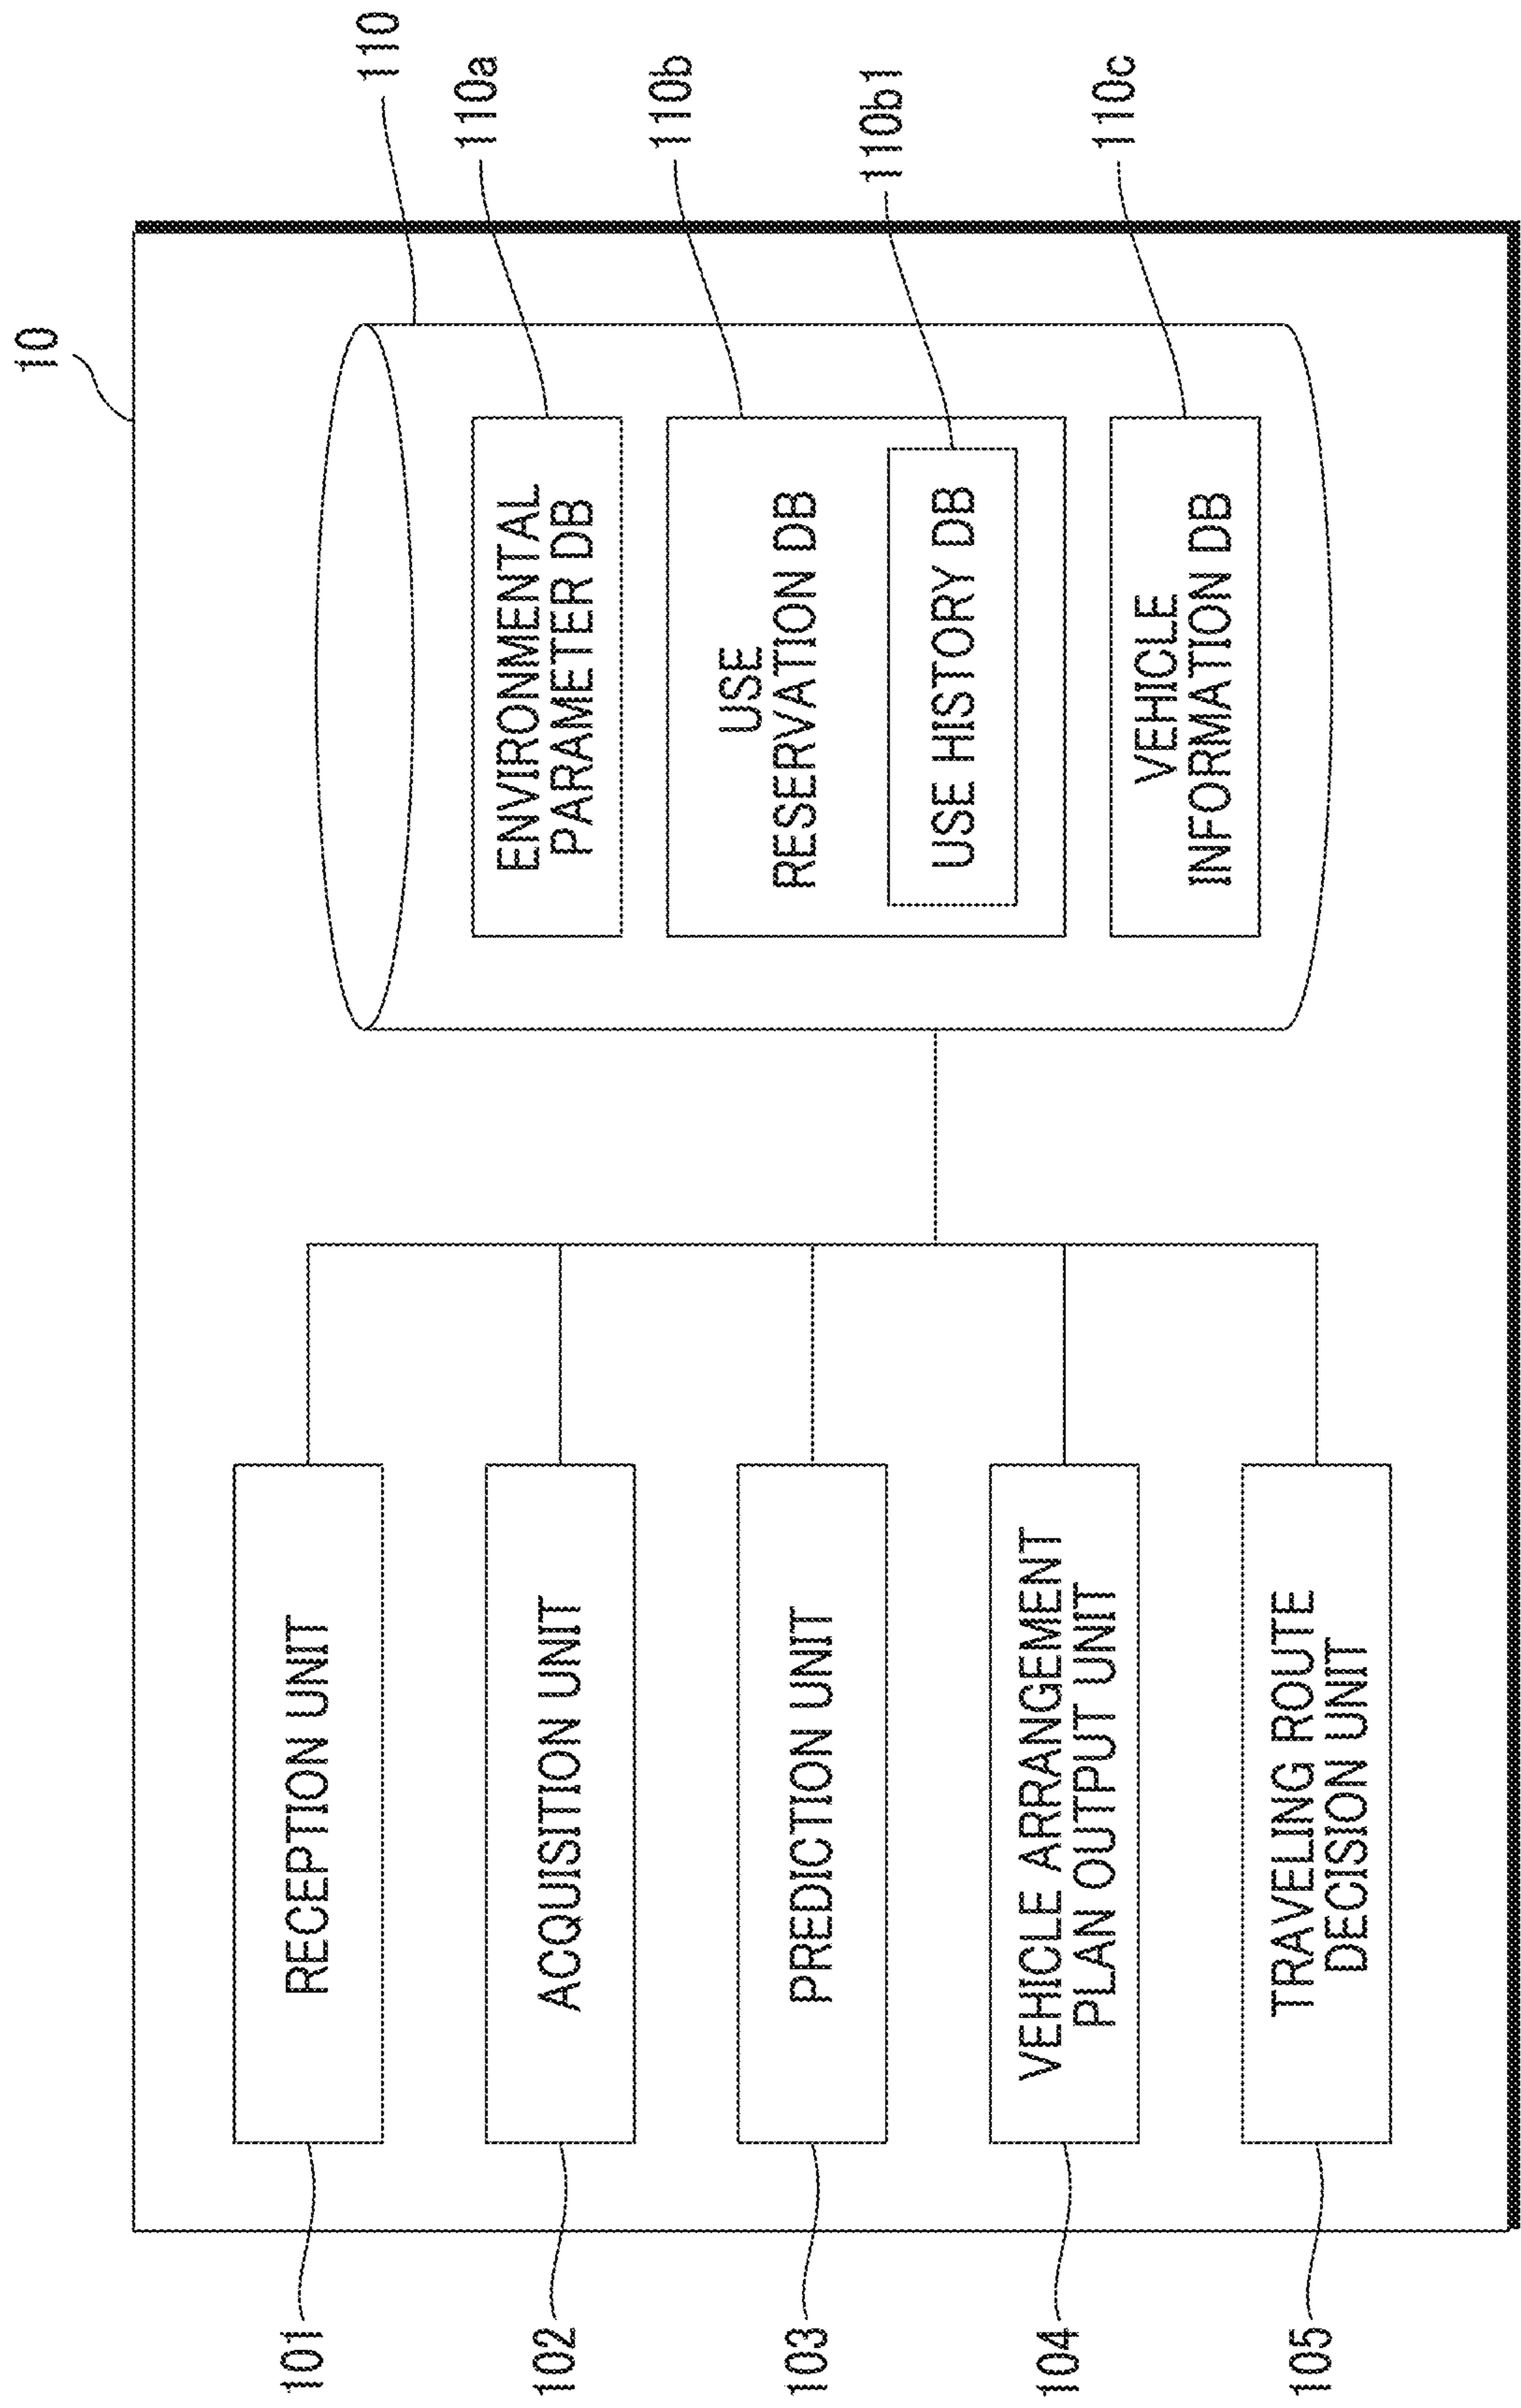 10
101
RECEPTION UNIT
102
ACQUISITION UNIT
103
PREDICTION UNIT
104
VEHICLE ARRANGEMENT
PLAN OUTPUT UNIT
105
TRAVELING ROUTE
DECISION UNIT
110
ENVIRONMENTAL
PARAMETER DB
110a
USE
RESERVATION DB
110b
USE HISTORY DB
110b1
VEHICLE
INFORMATION DB
110c